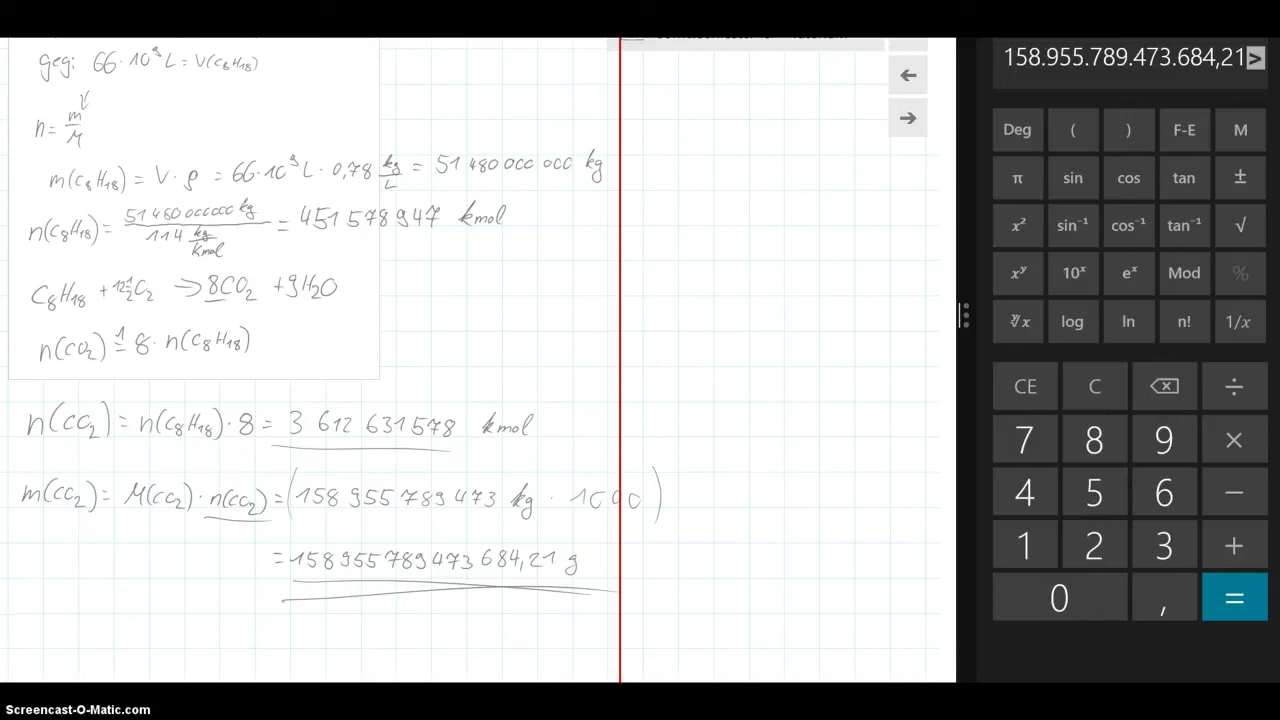 geg: 66·10⁹ L = V(C₈H₁₈)
n = m/M
m(C₈H₁₈) = V · ρ = 66·10⁹ L · 0,78 kg/L = 51 480 000 000 kg
n(C₈H₁₈) = 51 480 000000 kg / 114 kg/Kmol = 451 578 947 kmol
C₈H₁₈ + 12½O₂ → 8CO₂ + 9H₂O
n(CO₂) = 8 · n(C₈H₁₈)
n(CO₂) = n(C₈H₁₈) · 8 = 3 612 631 578 kmol
m(CO₂) = M(CO₂) · n(CO₂) = (158 955 789 473 kg · 1000)
= 158 955 789 473 684,21 g
158.955.789.473.684,21 >
← 
→
Deg ( ) F-E M
π sin cos tan ±
x² sin⁻¹ cos⁻¹ tan⁻¹ √
xʸ 10ˣ eˣ Mod %
ʸ√x log ln n! 1/x
CE C ⌫ ÷
7 8 9 ×
4 5 6 −
1 2 3 +
0 , =
Screencast-O-Matic.com